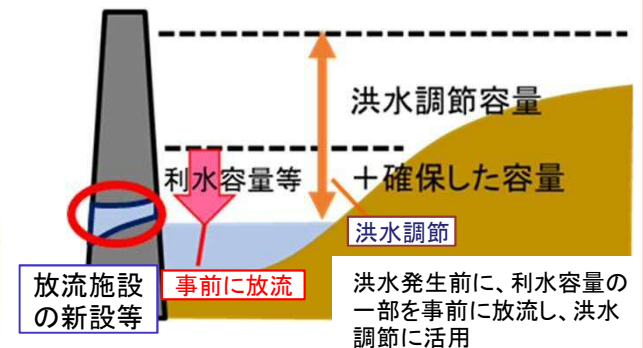 洪水調節容量
利水容量等
＋確保した容量
洪水調節
放流施設
の新設等
事前に放流
洪水発生前に、利水容量の
一部を事前に放流し、洪水
調節に活用